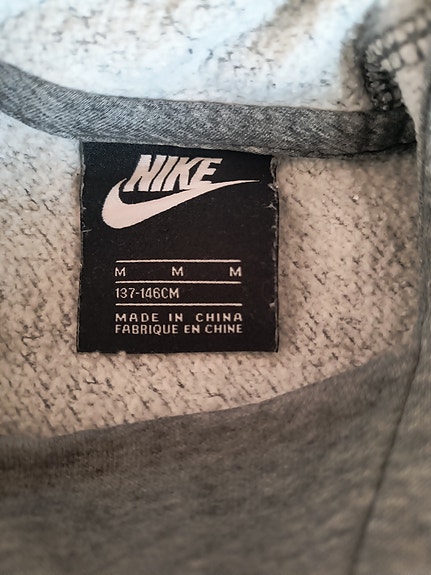 NIKE
M M M
137-146CM
MADE IN CHINA
FABRIQUE EN CHINE